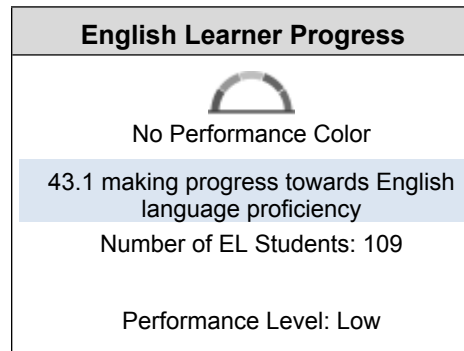 English Learner Progress
No Performance Color
43.1 making progress towards English
language proficiency
Number of EL Students: 109
Performance Level: Low